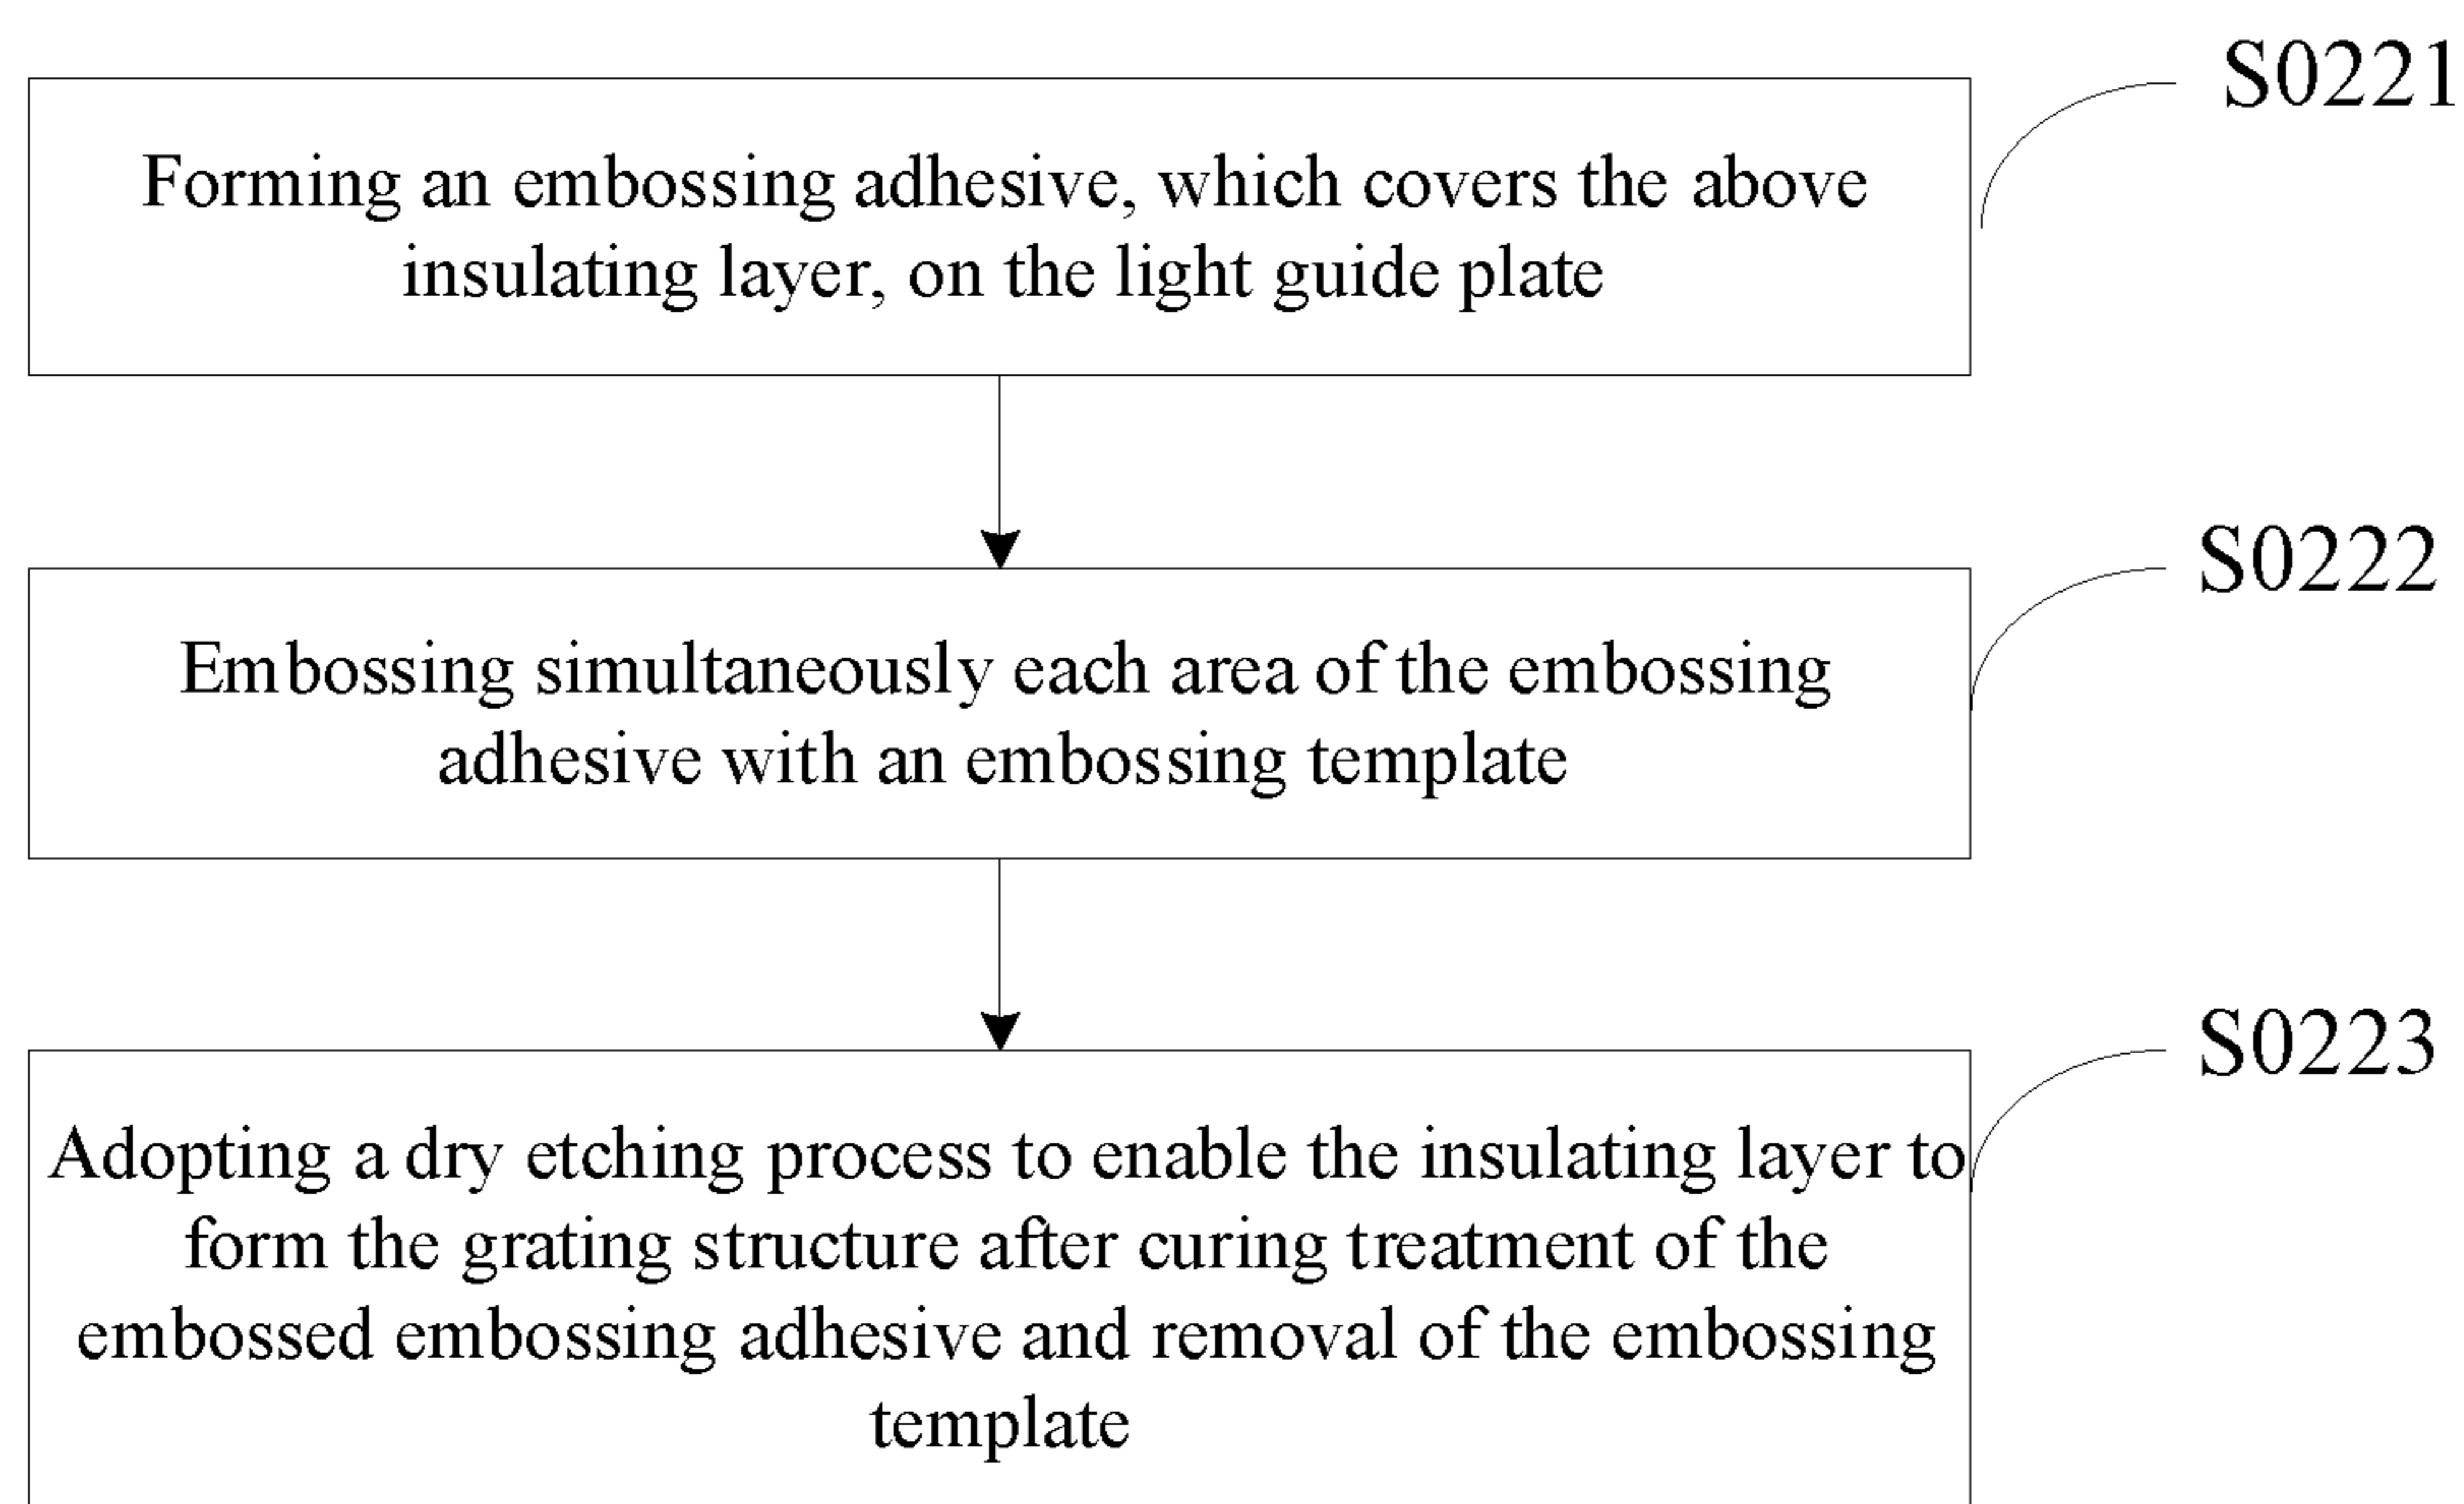 S0221
Forming an embossing adhesive, which covers the above
insulating layer, on the light guide plate
S0222
Embossing simultaneously each area of the embossing
adhesive with an embossing template
S0223
Adopting a dry etching process to enable the insulating layer to
form the grating structure after curing treatment of the
embossed embossing adhesive and removal of the embossing
template